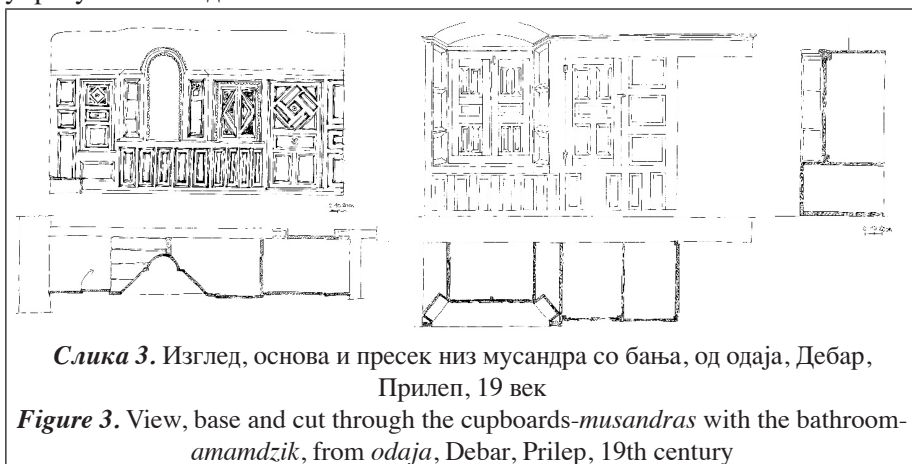 Слика 3. Изглед, основа и пресек низ мусандра со бања, од одаја, Дебар,
Прилеп, 19 век
Figure 3. View, base and cut through the cupboards-musandras with the bathroom-
amamdzik, from odaja, Debar, Prilep, 19th century